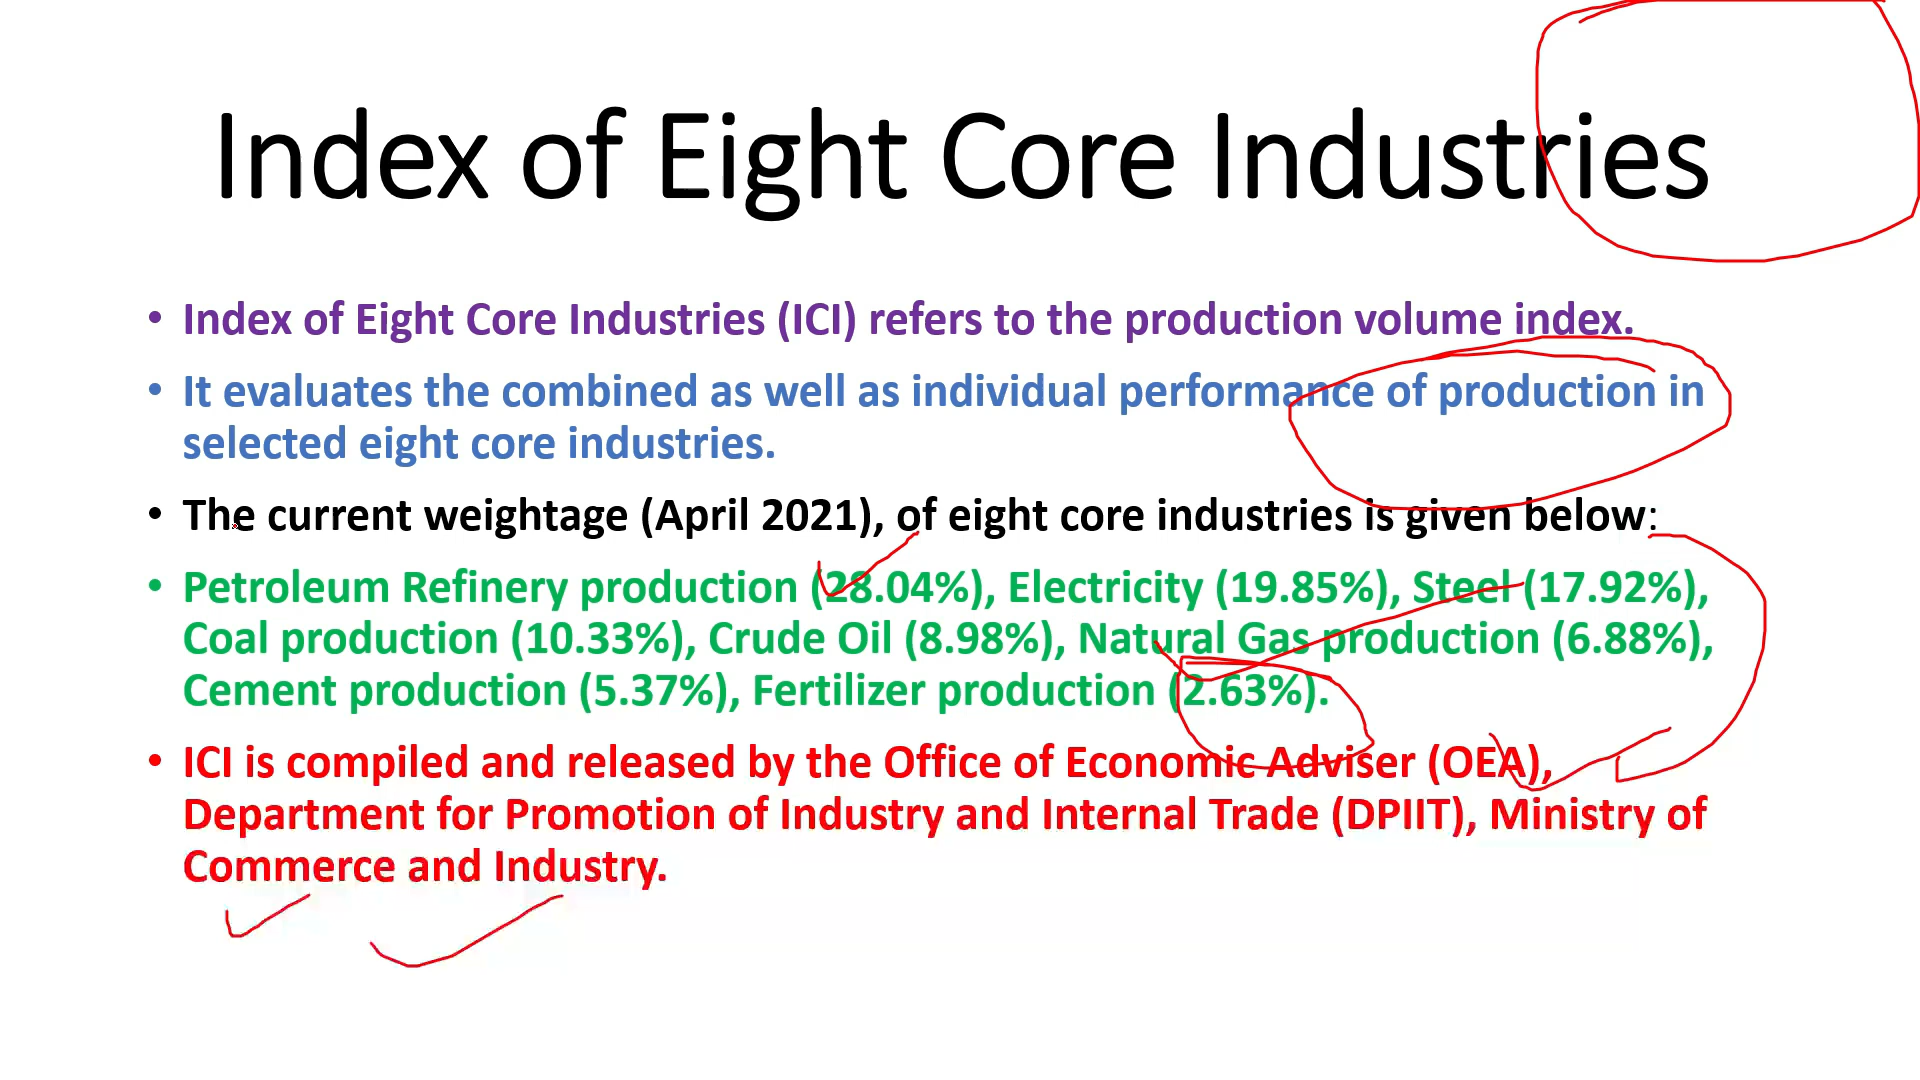 Index of Eight Core Industries
• Index of Eight Core Industries (ICI) refers to the production volume index.
• It evaluates the combined as well as individual performance of production in
selected eight core industries.
• The current weightage (April 2021), of eight core industries is given below:
• Petroleum Refinery production (28.04%), Electricity (19.85%), Steel (17.92%),
Coal production (10.33%), Crude Oil (8.98%), Natural Gas production (6.88%),
Cement production (5.37%), Fertilizer production (2.63%).
• ICI is compiled and released by the Office of Economic Adviser (OEA),
Department for Promotion of Industry and Internal Trade (DPIIT), Ministry of
Commerce and Industry.